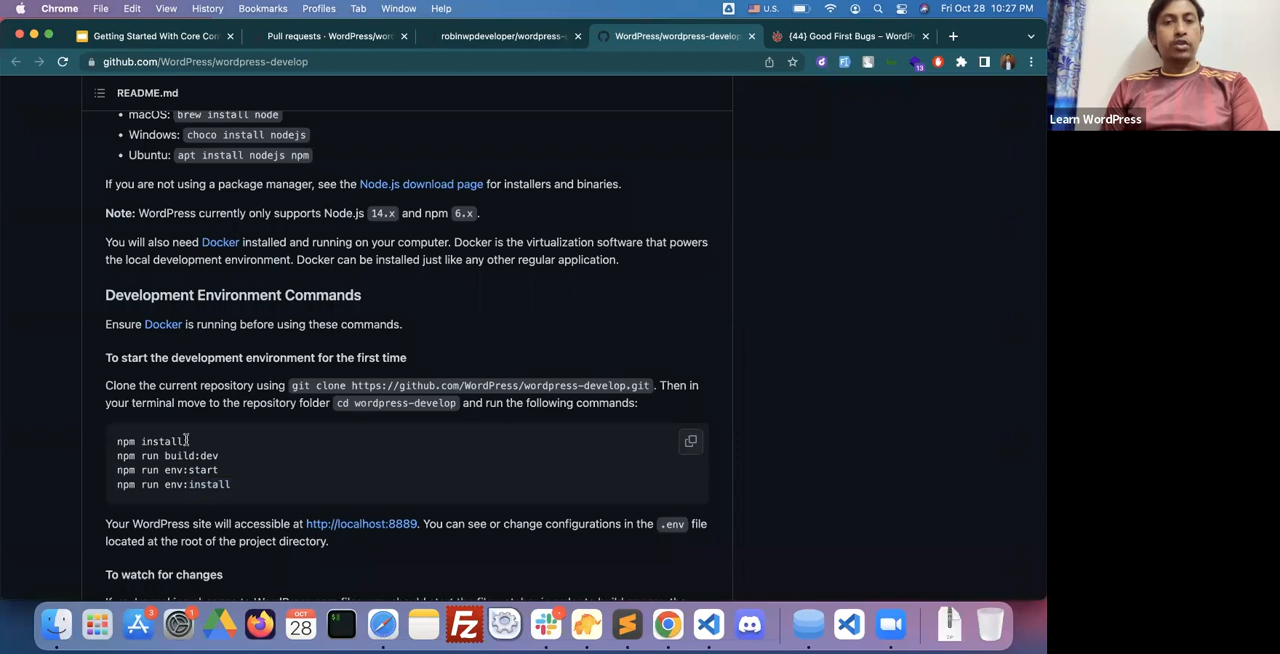 Chrome File Edit View History Bookmarks Profiles Tab Window Help U.S. Fri Oct 28 10:27 PM
Getting Started With Core Con Pull requests · WordPress/wor robinwpdeveloper/wordpress- WordPress/wordpress-develop {44} Good First Bugs – WordPr
github.com/WordPress/wordpress-develop
13
README.md
Learn WordPress
• macOS: brew install node
• Windows: choco install nodejs
• Ubuntu: apt install nodejs npm
If you are not using a package manager, see the Node.js download page for installers and binaries.
Note: WordPress currently only supports Node.js 14.x and npm 6.x.
You will also need Docker installed and running on your computer. Docker is the virtualization software that powers
the local development environment. Docker can be installed just like any other regular application.
Development Environment Commands
Ensure Docker is running before using these commands.
To start the development environment for the first time
Clone the current repository using git clone https://github.com/WordPress/wordpress-develop.git. Then in
your terminal move to the repository folder cd wordpress-develop and run the following commands:
npm install
npm run build:dev
npm run env:start
npm run env:install
Your WordPress site will accessible at http://localhost:8889. You can see or change configurations in the .env file
located at the root of the project directory.
To watch for changes
3
1
OCT
28
Fz